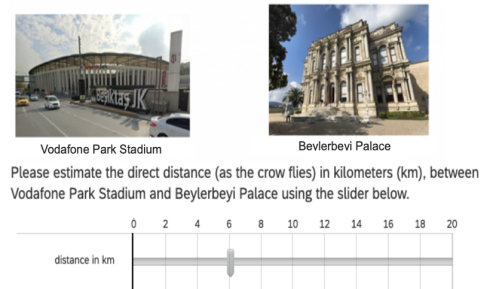 Beşiktaş JK
Vodafone Park Stadium
Beylerbeyi Palace
Please estimate the direct distance (as the crow flies) in kilometers (km), between
Vodafone Park Stadium and Beylerbeyi Palace using the slider below.
0 2 4 6 8 10 12 14 16 18 20
distance in km